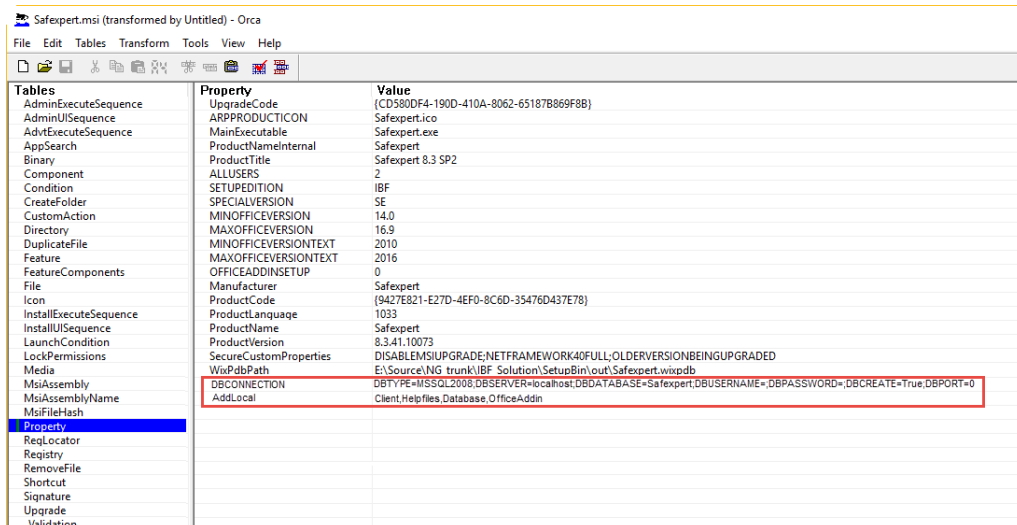 Safexpert.msi (transformed by Untitled) - Orca
File Edit Tables Transform Tools View Help
Tables Property Value
AdminExecuteSequence UpgradeCode {CD580DF4-190D-410A-8062-65187B869F8B}
AdminUISequence ARPPRODUCTICON Safexpert.ico
AdvtExecuteSequence MainExecutable Safexpert.exe
AppSearch ProductNameInternal Safexpert
Binary ProductTitle Safexpert 8.3 SP2
Component ALLUSERS 2
Condition SETUPEDITION IBF
CreateFolder SPECIALVERSION SE
CustomAction MINOFFICEVERSION 14.0
Directory MAXOFFICEVERSION 16.9
DuplicateFile MINOFFICEVERSIONTEXT 2010
Feature MAXOFFICEVERSIONTEXT 2016
FeatureComponents OFFICEADDINSETUP 0
File Manufacturer Safexpert
Icon ProductCode {9427E821-E27D-4EF0-8C6D-35476D437E78}
InstallExecuteSequence ProductLanguage 1033
InstallUISequence ProductName Safexpert
LaunchCondition ProductVersion 8.3.41.10073
LockPermissions SecureCustomProperties DISABLEMSIUPGRADE;NETFRAMEWORK40FULL;OLDERVERSIONBEINGUPGRADED
Media WixPdbPath E:\Source\NG_trunk\IBF_Solution\SetupBin\out\Safexpert.wixpdb
MsiAssembly DBCONNECTION DBTYPE=MSSQL2008;DBSERVER=localhost;DBDATABASE=Safexpert;DBUSERNAME=;DBPASSWORD=;DBCREATE=True;DBPORT=0
MsiAssemblyName AddLocal Client,Helpfiles,Database,OfficeAddin
MsiFileHash
Property
RegLocator
Registry
RemoveFile
Shortcut
Signature
Upgrade
_Validation